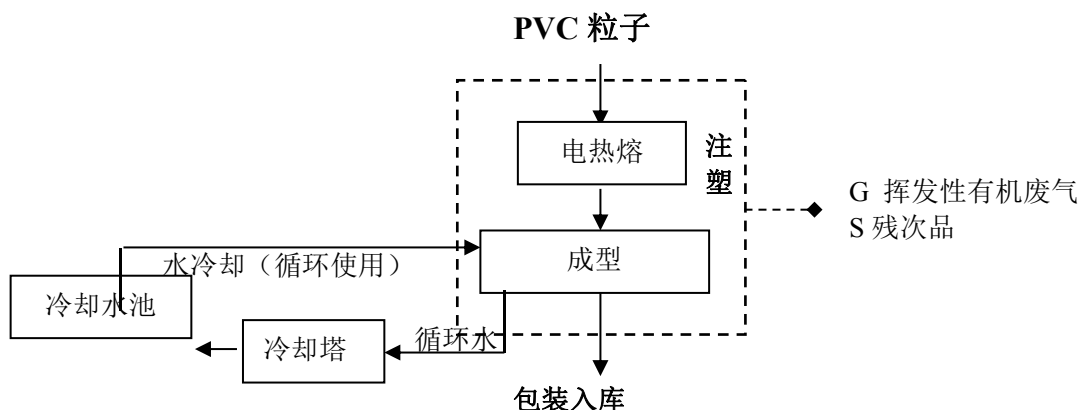 PVC 粒子
电热熔
注
塑
G 挥发性有机废气
S 残次品
成型
水冷却（循环使用）
冷却水池
循环水
冷却塔
包装入库